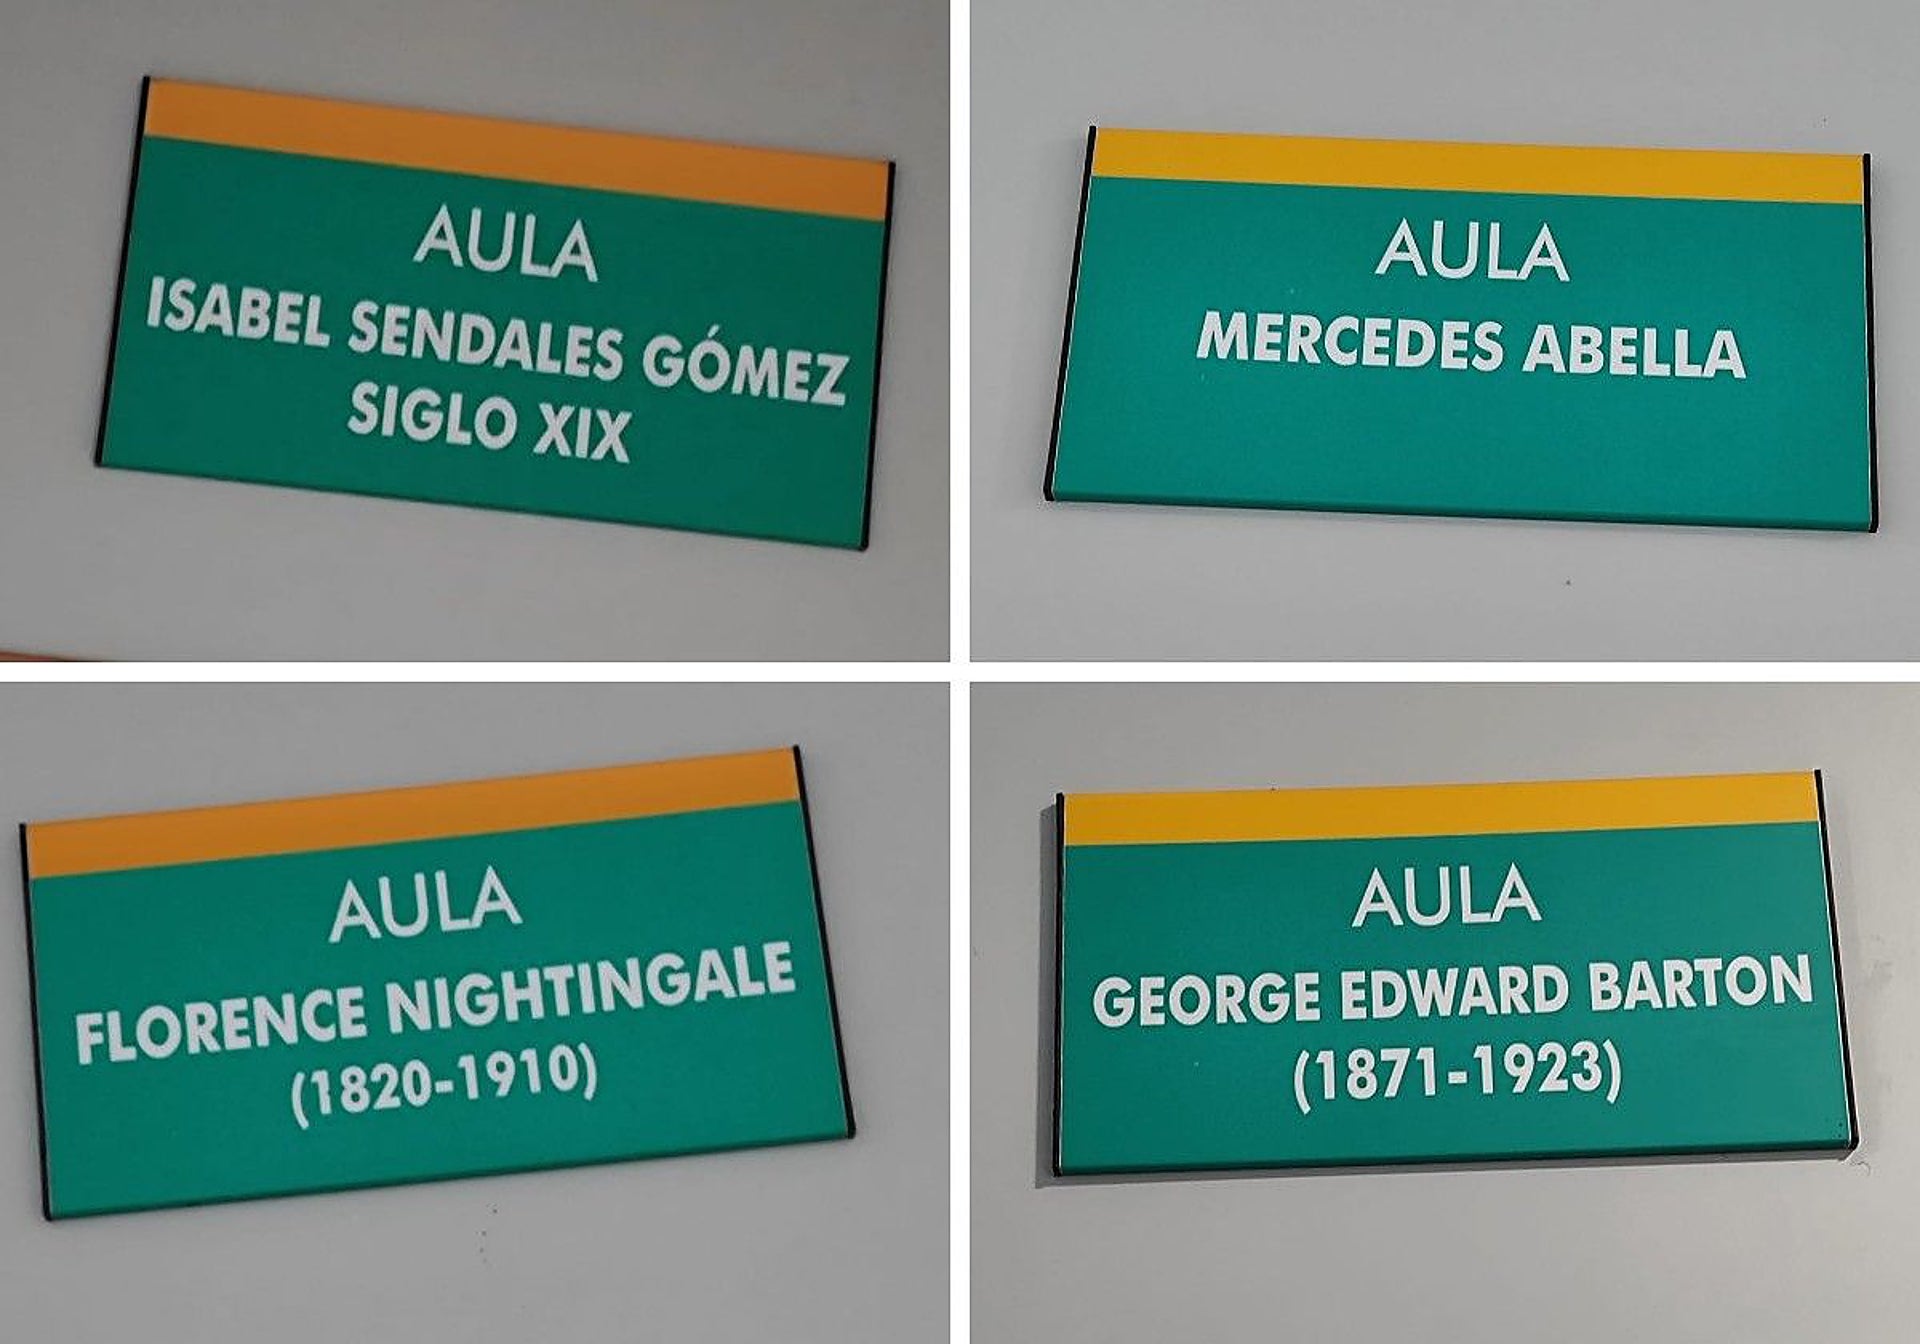 AULA
ISABEL SENDALES GÓMEZ
SIGLO XIX
AULA
MERCEDES ABELLA
AULA
FLORENCE NIGHTINGALE
(1820-1910)
AULA
GEORGE EDWARD BARTON
(1871-1923)